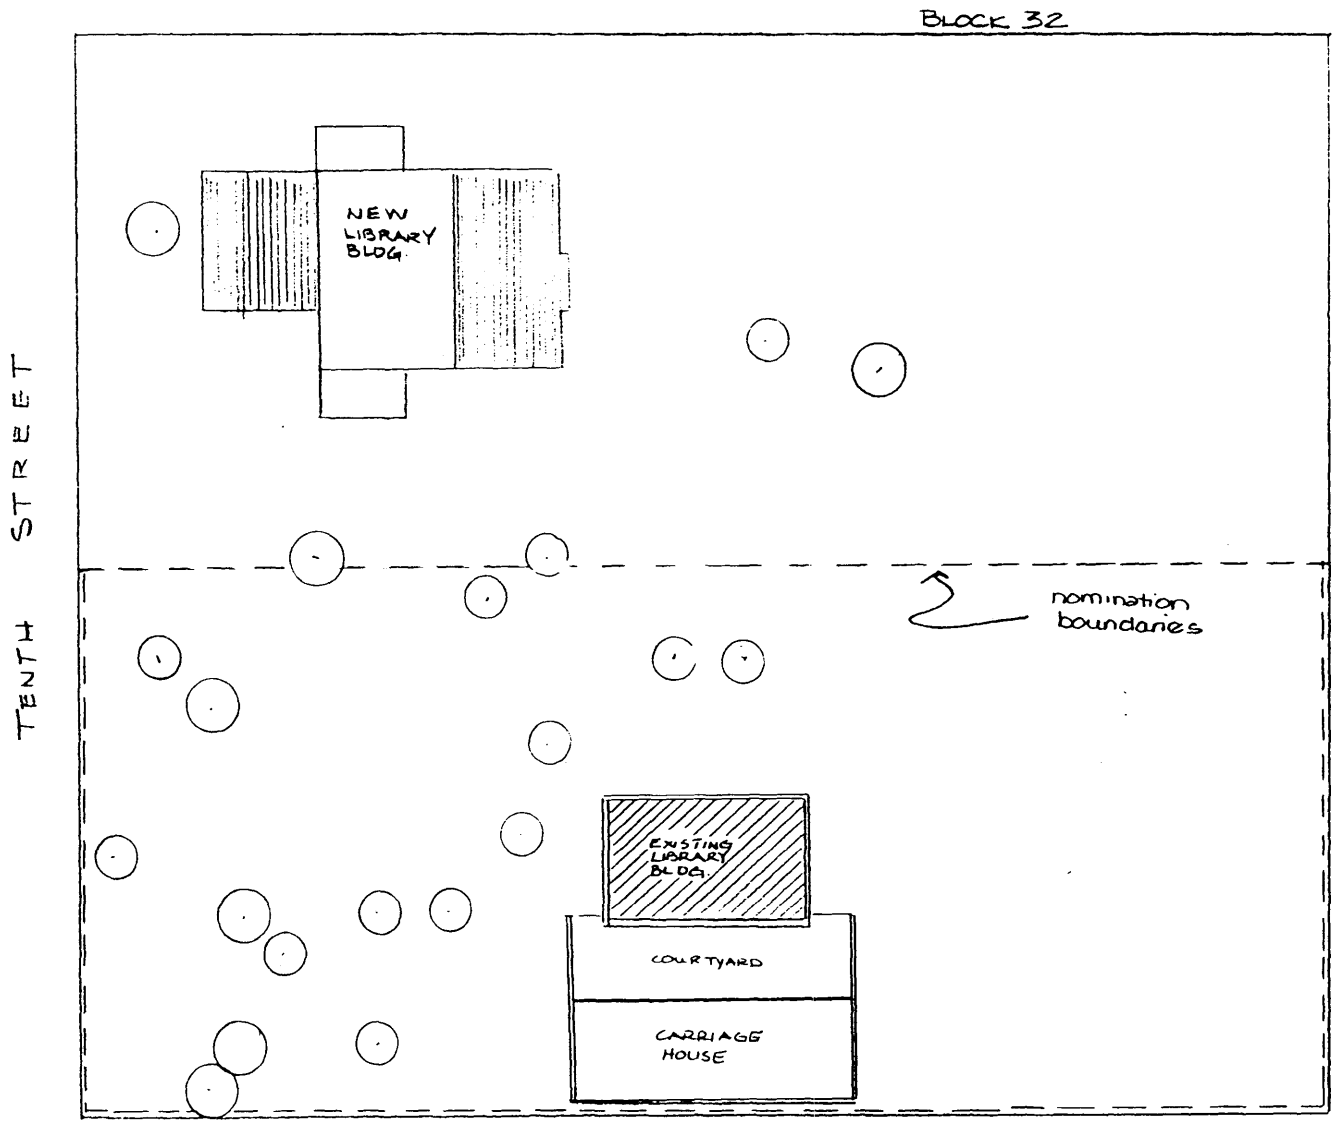 BLOCK 32
NEW
LIBRARY
BLDG.
TENTH STREET
nomination
boundaries
EXISTING
LIBRARY
BLDG.
COURTYARD
CARRIAGE
HOUSE